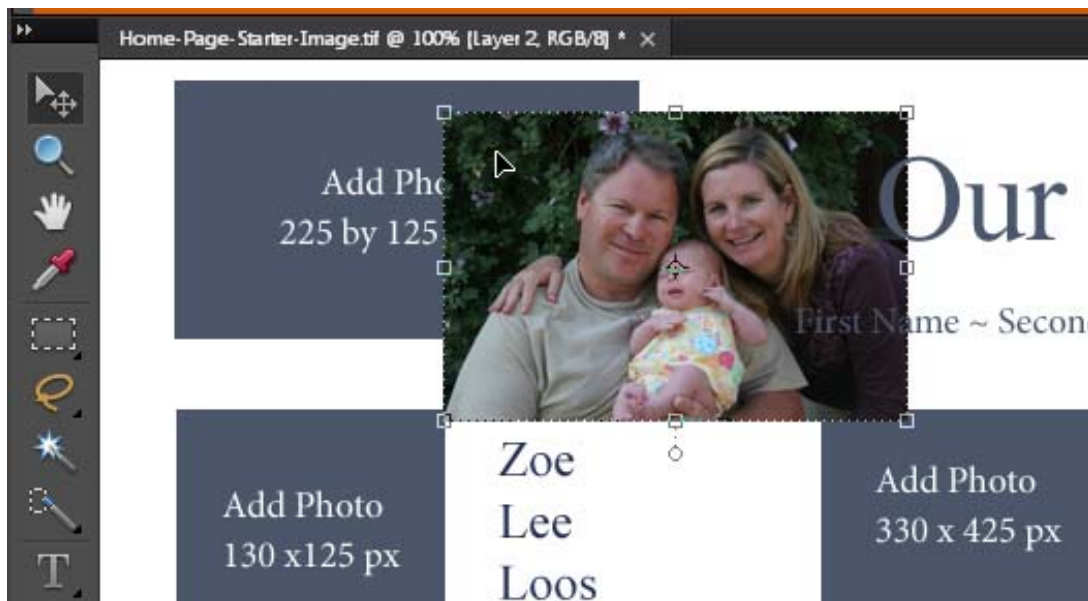 Home-Page-Starter-Image.tif @ 100% (Layer 2, RGB/8) *
Add Pho
225 by 125
Our
First Name ~ Secon
Add Photo
130 x125 px
Zoe
Lee
Loos
Add Photo
330 x 425 px
T